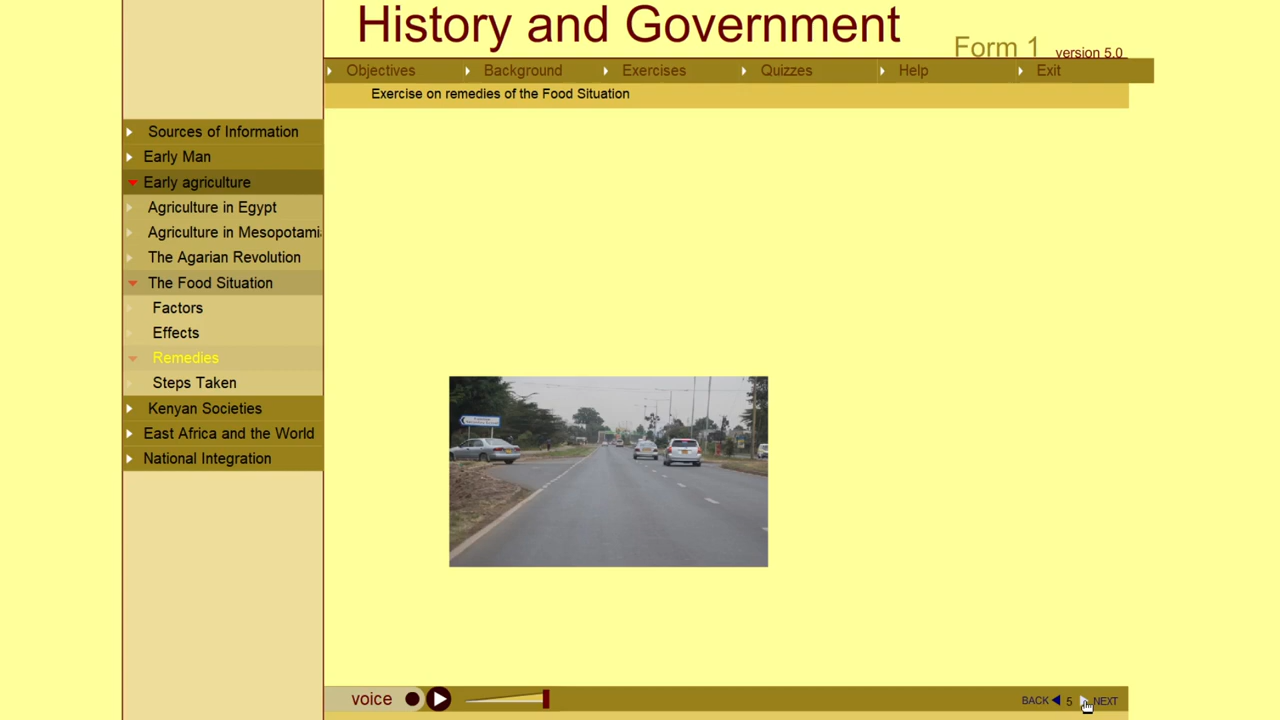 History and Government
Form 1 version 5.0
Objectives Background Exercises Quizzes Help Exit
Exercise on remedies of the Food Situation
Sources of Information
Early Man
Early agriculture
Agriculture in Egypt
Agriculture in Mesopotami
The Agarian Revolution
The Food Situation
Factors
Effects
Remedies
Steps Taken
Kenyan Societies
East Africa and the World
National Integration
voice
BACK 5 NEXT